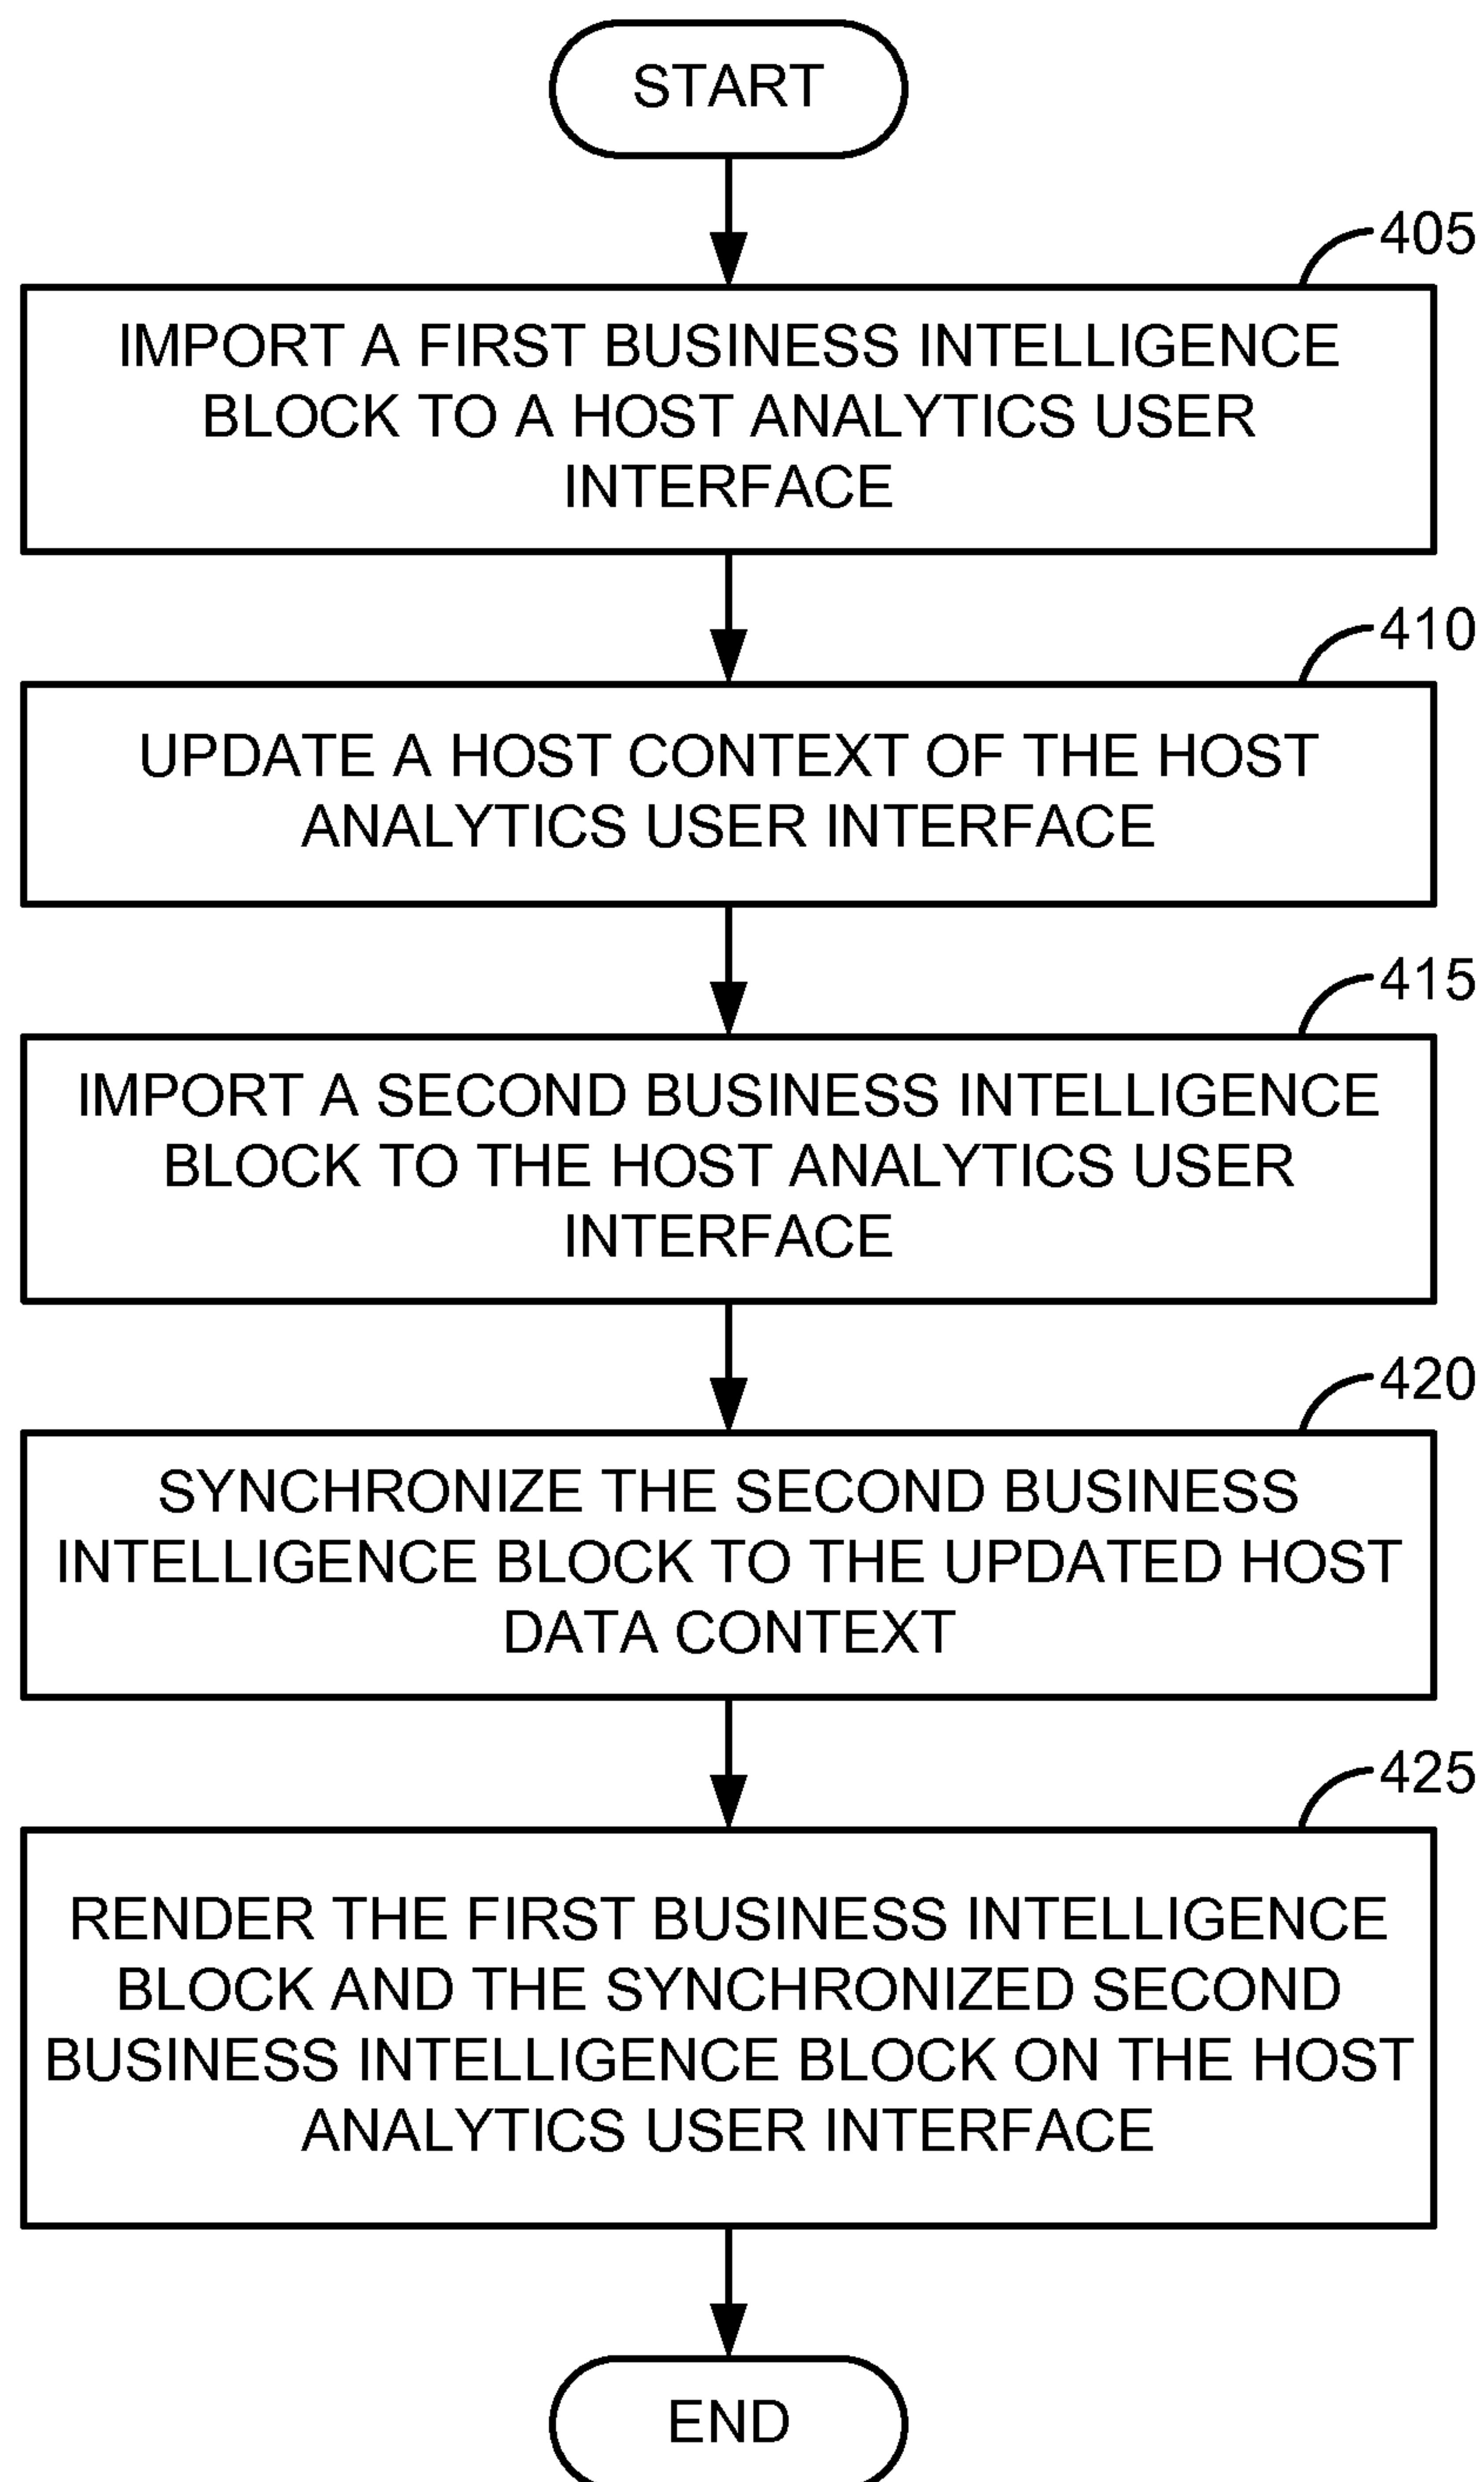 START
405
IMPORT A FIRST BUSINESS INTELLIGENCE
BLOCK TO A HOST ANALYTICS USER
INTERFACE
410
UPDATE A HOST CONTEXT OF THE HOST
ANALYTICS USER INTERFACE
415
IMPORT A SECOND BUSINESS INTELLIGENCE
BLOCK TO THE HOST ANALYTICS USER
INTERFACE
420
SYNCHRONIZE THE SECOND BUSINESS
INTELLIGENCE BLOCK TO THE UPDATED HOST
DATA CONTEXT
425
RENDER THE FIRST BUSINESS INTELLIGENCE
BLOCK AND THE SYNCHRONIZED SECOND
BUSINESS INTELLIGENCE BLOCK ON THE HOST
ANALYTICS USER INTERFACE
END